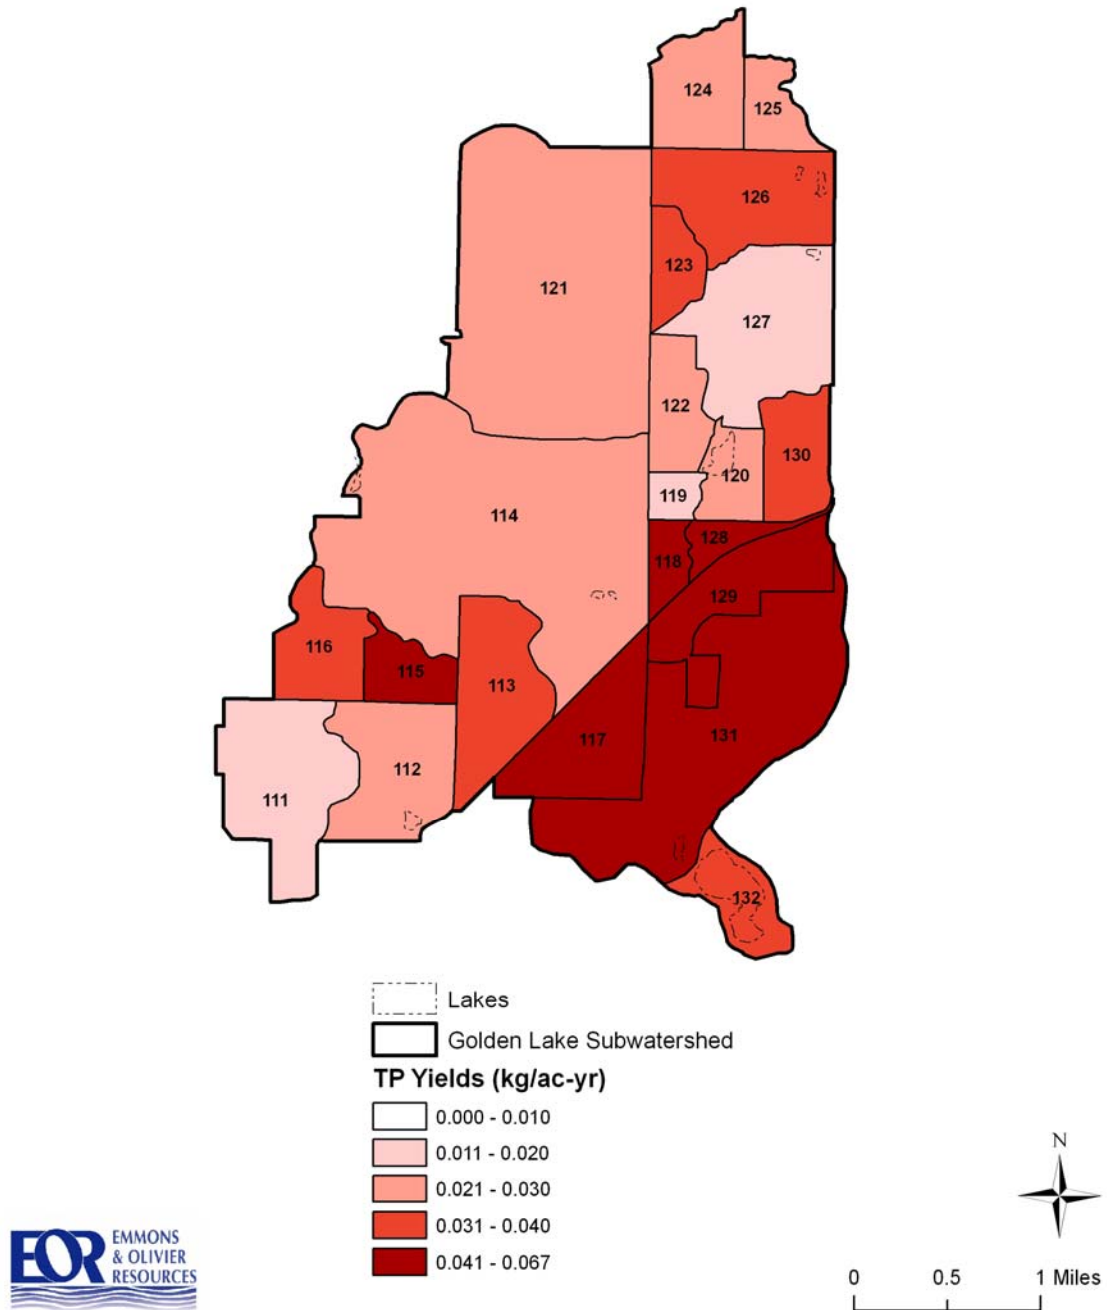 124
125
126
123
121
127
122
130
120
119
114
128
118
129
116
115
113
131
117
112
111
132
Lakes
Golden Lake Subwatershed
TP Yields (kg/ac-yr)
0.000 - 0.010
0.011 - 0.020
0.021 - 0.030
0.031 - 0.040
0.041 - 0.067
N
EOR
EMMONS
& OLIVIER
RESOURCES
0 0.5 1 Miles